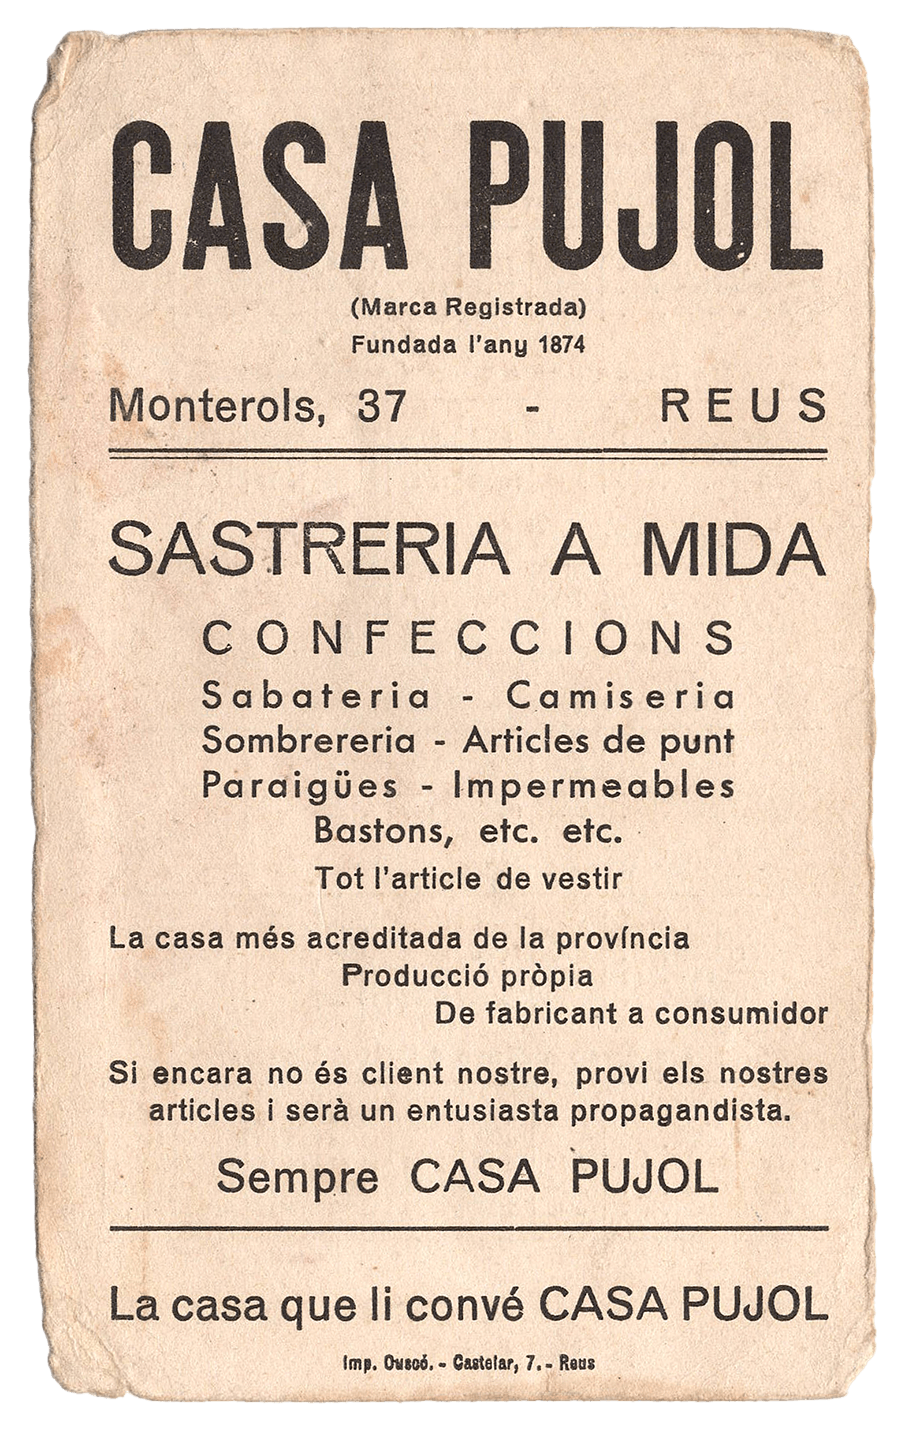 CASA PUJOL
(Marca Registrada)
Fundada l'any 1874
Monterols, 37 - REUS
SASTRERIA A MIDA
CONFECCIONS
Sabateria - Camiseria
Sombrereria - Articles de punt
Paraigües - Impermeables
Bastons, etc. etc.
Tot l'article de vestir
La casa més acreditada de la província
Producció pròpia
De fabricant a consumidor
Si encara no és client nostre, provi els nostres
articles i serà un entusiasta propagandista.
Sempre CASA PUJOL
La casa que li convé CASA PUJOL
Imp. - Castelar, 7. - Reus